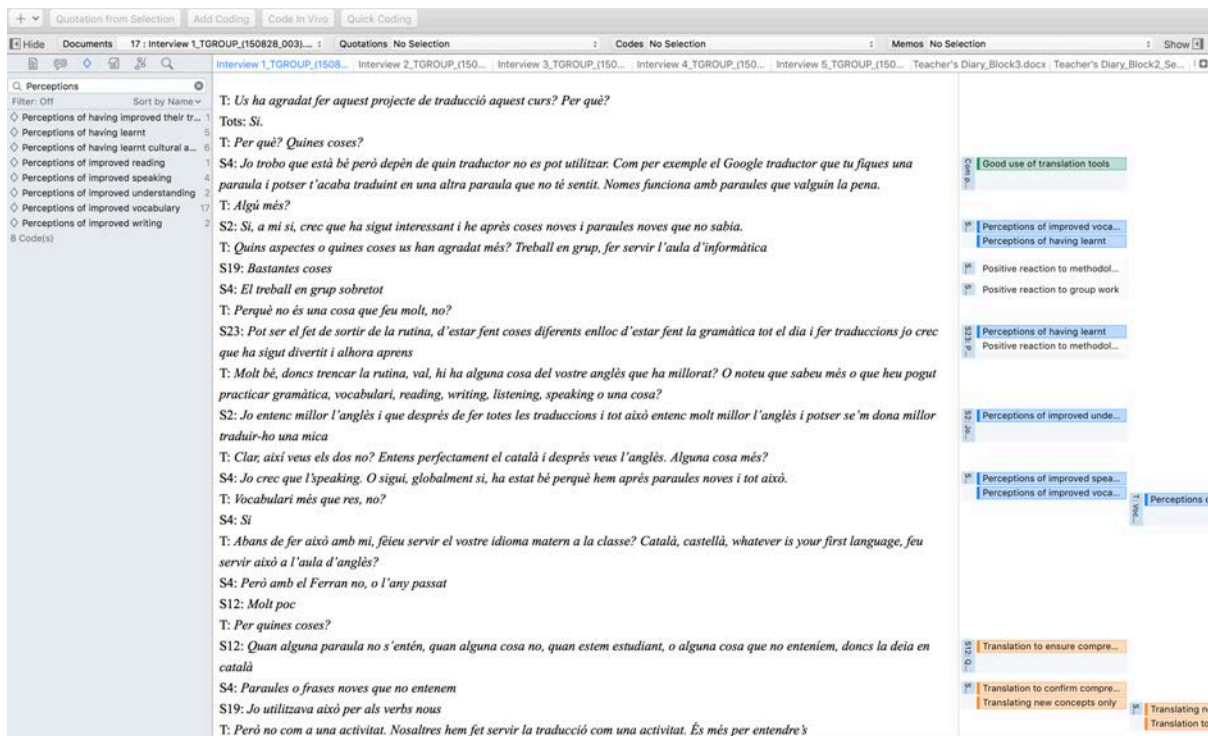 Quotation from Selection Add Coding Code In Vivo Quick Coding
Hide Documents 17 : Interview 1_TGROUP_(150828_003).... Quotations No Selection Codes No Selection Memos No Selection Show
Interview 1_TGROUP_(1508... Interview 2_TGROUP_(150... Interview 3_TGROUP_(150... Interview 4_TGROUP_(150... Interview 5_TGROUP_(150... Teacher's Diary_Block3.docx Teacher's Diary_Block2_Se...
Perceptions
Filter: Off Sort by Name
Perceptions of having improved their tr... 1
Perceptions of having learnt 5
Perceptions of having learnt cultural a... 6
Perceptions of improved reading 1
Perceptions of improved speaking 4
Perceptions of improved understanding 2
Perceptions of improved vocabulary 17
Perceptions of improved writing 2
8 Code(s)
T: Us ha agradat fer aquest projecte de traducció aquest curs? Per què?
Tots: Si.
T: Per què? Quines coses?
S4: Jo trobo que està bé però depèn de quin traductor no es pot utilitzar. Com per exemple el Google traductor que tu fiques una
paraula i potser t'acaba traduint en una altra paraula que no té sentit. Nomes funciona amb paraules que valguin la pena.
T: Algú més?
S2: Si, a mi si, crec que ha sigut interessant i he après coses noves i paraules noves que no sabia.
T: Quins aspectes o quines coses us han agradat més? Treball en grup, fer servir l'aula d'informàtica
S19: Bastantes coses
S4: El treball en grup sobretot
T: Perquè no és una cosa que feu molt, no?
S23: Pot ser el fet de sortir de la rutina, d'estar fent coses diferents enlloc d'estar fent la gramàtica tot el dia i fer traduccions jo crec
que ha sigut divertit i alhora aprens
T: Molt bé, doncs trencar la rutina, val, hi ha alguna cosa del vostre anglès que ha millorat? O noteu que sabeu més o que heu pogut
practicar gramàtica, vocabulari, reading, writing, listening, speaking o una cosa?
S2: Jo entenc millor l'anglès i que després de fer totes les traduccions i tot això entenc molt millor l'anglès i potser se'm dona millor
traduir-ho una mica
T: Clar, així veus els dos no? Entens perfectament el català i després veus l'anglès. Alguna cosa més?
S4: Jo crec que l'speaking. O sigui, globalment si, ha estat bé perquè hem aprés paraules noves i tot això.
T: Vocabulari més que res, no?
S4: Si
T: Abans de fer això amb mi, fèieu servir el vostre idioma matern a la classe? Català, castellà, whatever is your first language, feu
servir això a l'aula d'anglès?
S4: Però amb el Ferran no, o l'any passat
S12: Molt poc
T: Per quines coses?
S12: Quan alguna paraula no s'entén, quan alguna cosa no, quan estem estudiant, o alguna cosa que no enteníem, doncs la deia en
català
S4: Paraules o frases noves que no entenem
S19: Jo utilitzava això per als verbs nous
T: Però no com a una activitat. Nosaltres hem fet servir la traducció com una activitat. És més per entendre's
Com p...
Good use of translation tools
S...
Perceptions of improved voca...
Perceptions of having learnt
S...
Positive reaction to methodol...
S...
Positive reaction to group work
S23: P...
Perceptions of having learnt
Positive reaction to methodol...
S2: Jo...
Perceptions of improved unde...
S...
Perceptions of improved spea...
Perceptions of improved voca...
T: Voc...
Perceptions
S12: Q...
Translation to ensure compre...
S...
Translation to confirm compre...
Translating new concepts only
S...
Translating n
Translation to